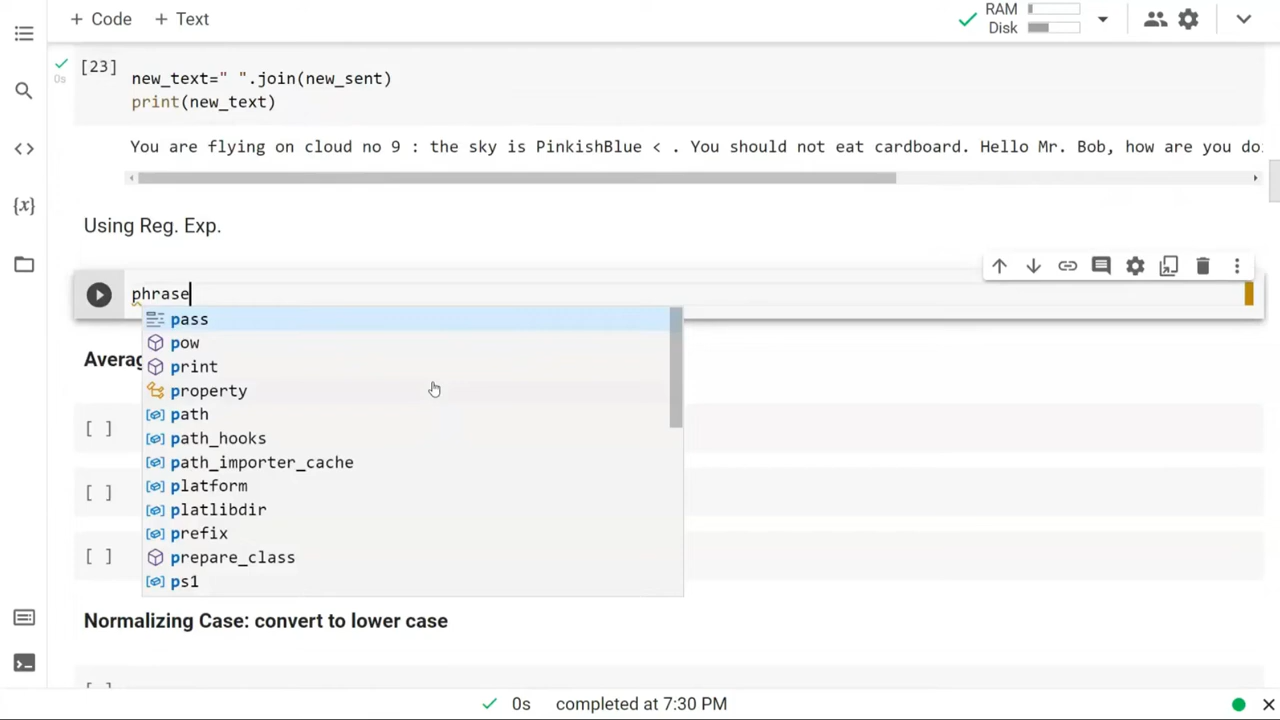 + Code + Text
RAM
Disk
[23]
0s
new_text=" ".join(new_sent)
print(new_text)
You are flying on cloud no 9 : the sky is PinkishBlue < . You should not eat cardboard. Hello Mr. Bob, how are you doi
Using Reg. Exp.
phrase
pass
pow
print
property
path
path_hooks
path_importer_cache
platform
platlibdir
prefix
prepare_class
ps1
Averag
[ ]
[ ]
[ ]
Normalizing Case: convert to lower case
{x}
0s completed at 7:30 PM